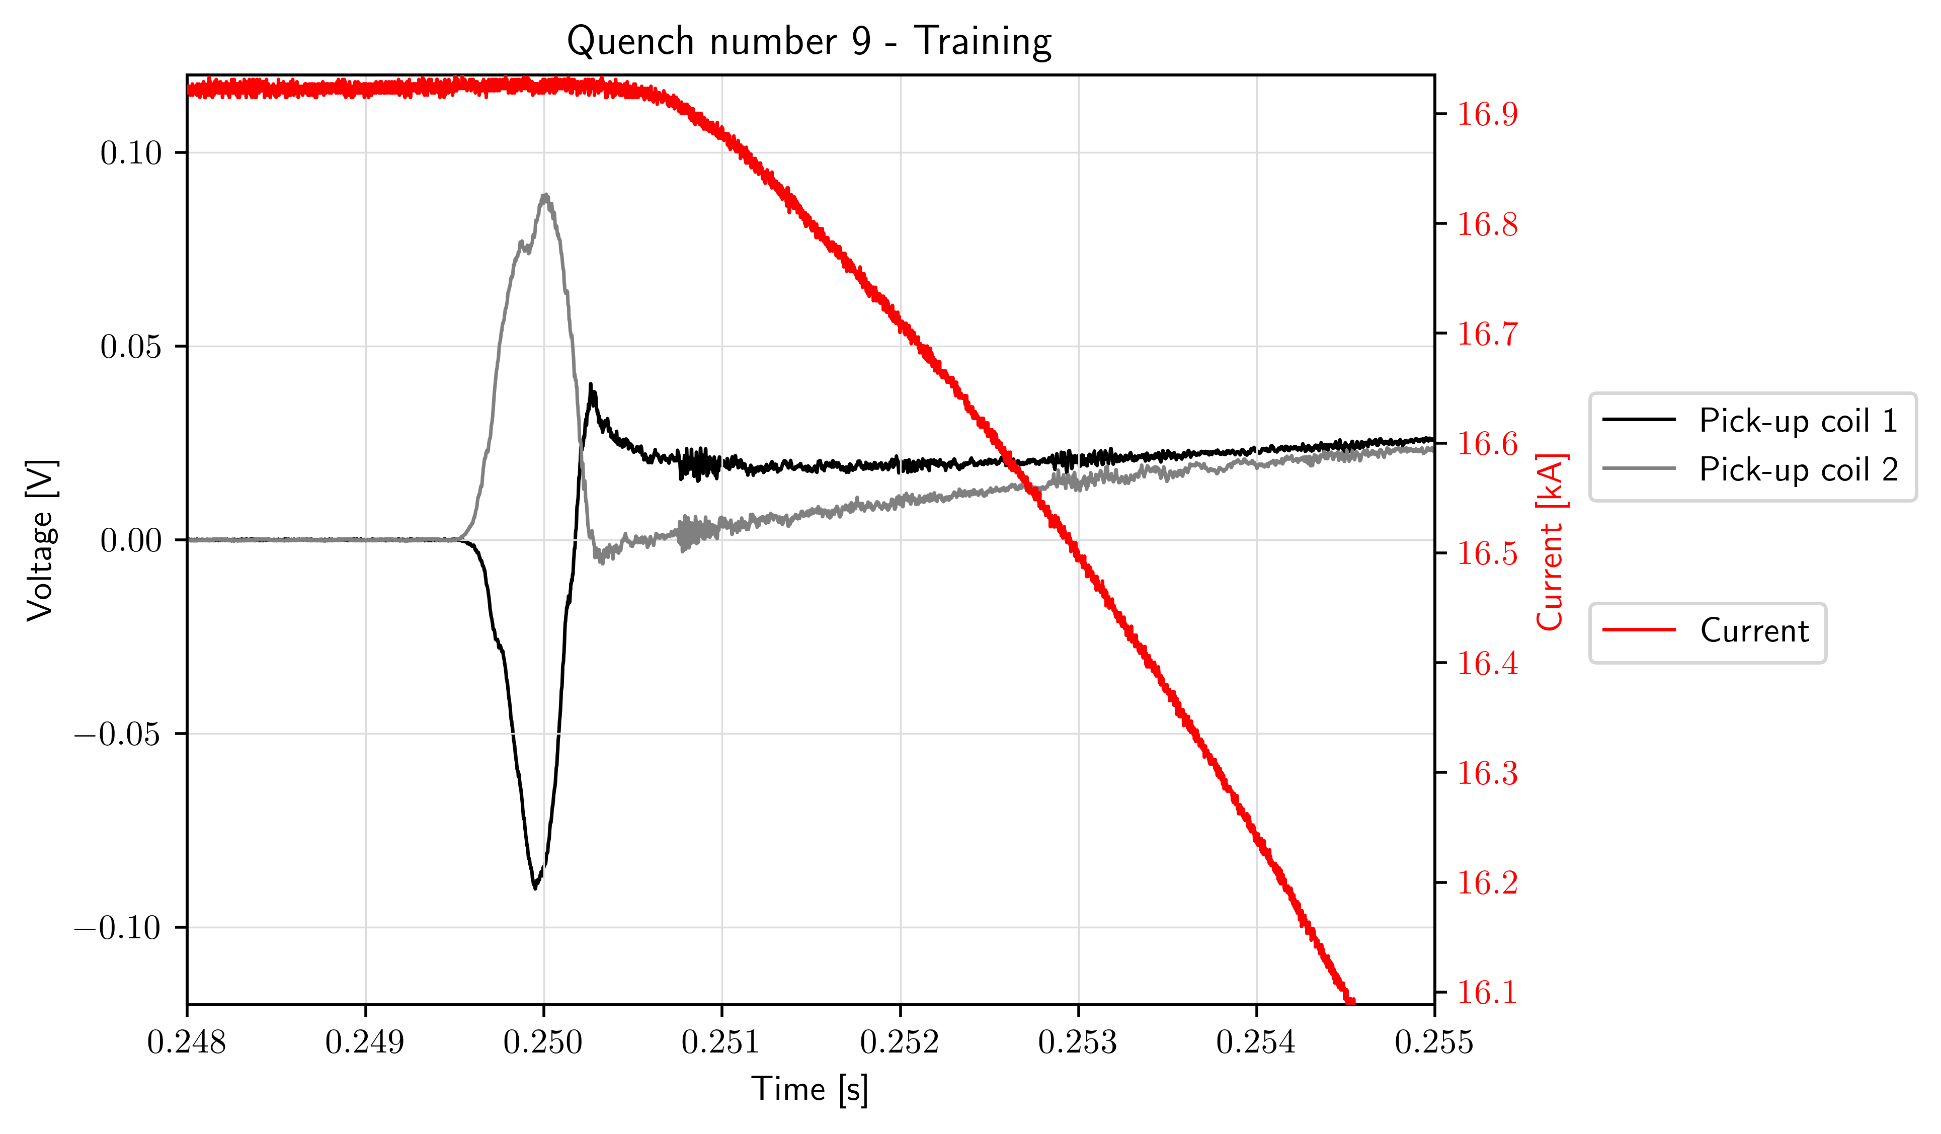 Quench number 9 - Training
0.10
0.05
0.00
−0.05
−0.10
Voltage [V]
16.9
16.8
16.7
16.6
16.5
16.4
16.3
16.2
16.1
Current [kA]
0.248 0.249 0.250 0.251 0.252 0.253 0.254 0.255
Time [s]
Pick-up coil 1
Pick-up coil 2
Current